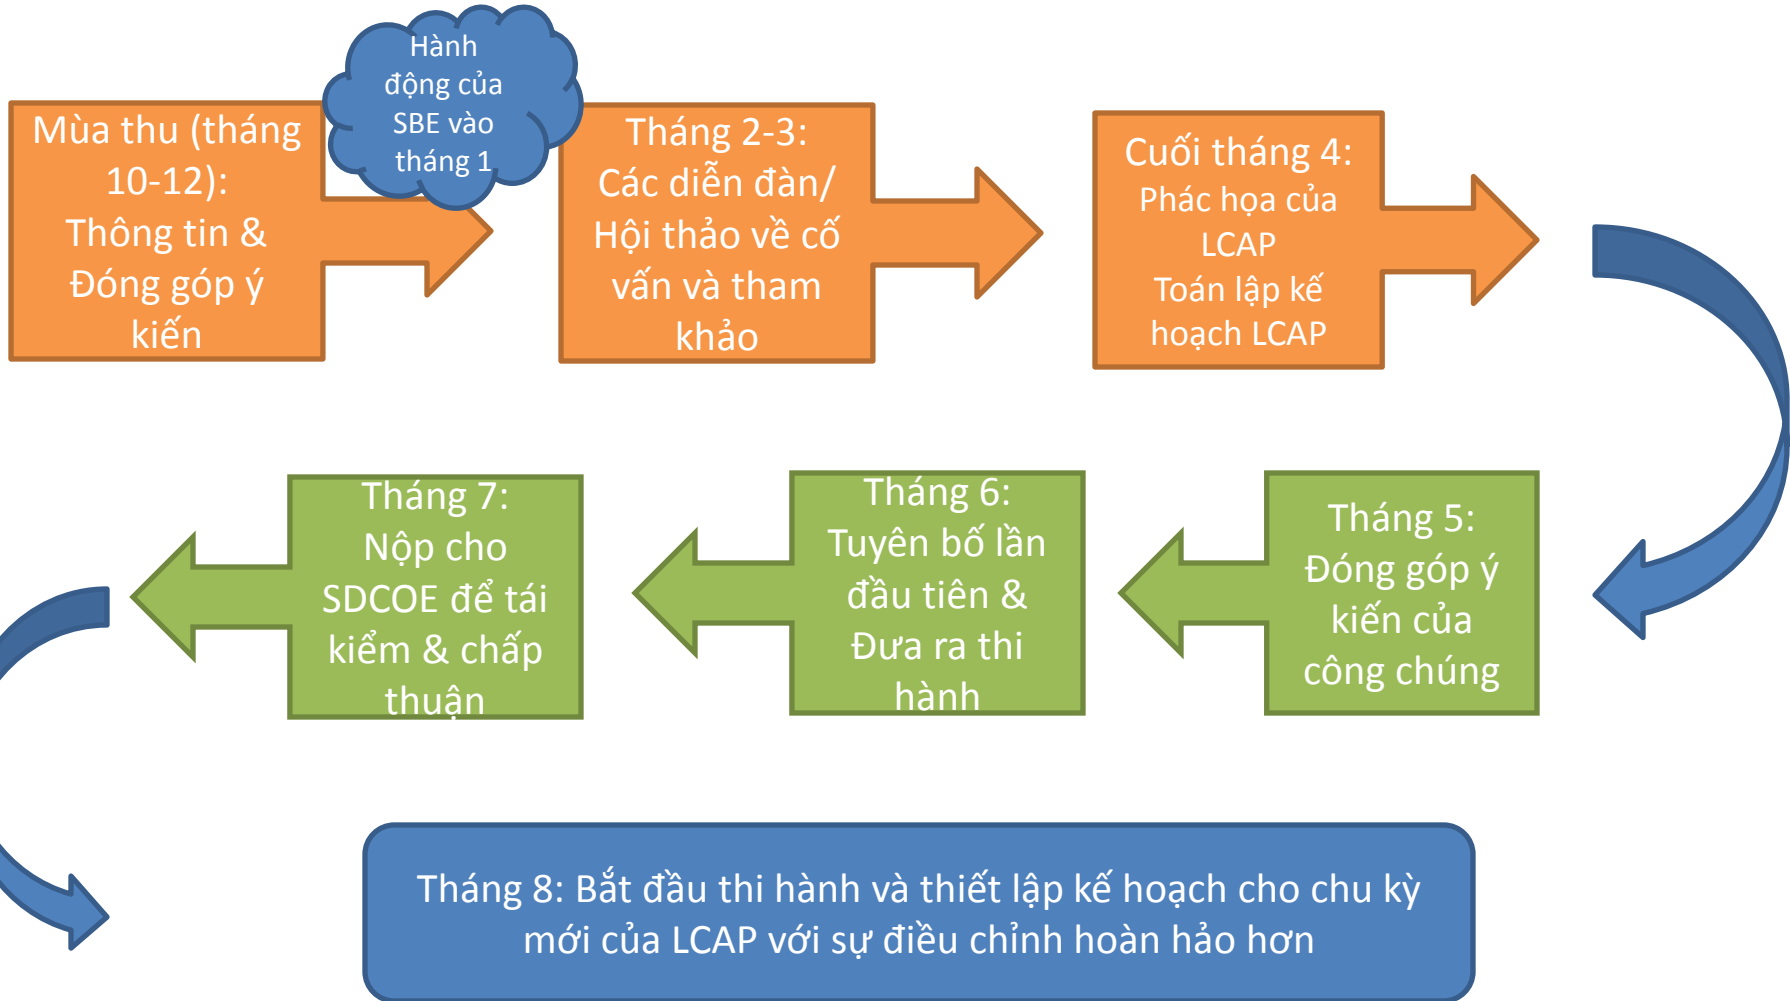 Mùa thu (tháng
10-12):
Thông tin &
Đóng góp ý
kiến
Hành
động của
SBE vào
tháng 1
Tháng 2-3:
Các diễn đàn/
Hội thảo về cố
vấn và tham
khảo
Cuối tháng 4:
Phác họa của
LCAP
Toán lập kế
hoạch LCAP
Tháng 5:
Đóng góp ý
kiến của
công chúng
Tháng 6:
Tuyên bố lần
đầu tiên &
Đưa ra thi
hành
Tháng 7:
Nộp cho
SDCOE để tái
kiểm & chấp
thuận
Tháng 8: Bắt đầu thi hành và thiết lập kế hoạch cho chu kỳ
mới của LCAP với sự điều chỉnh hoàn hảo hơn